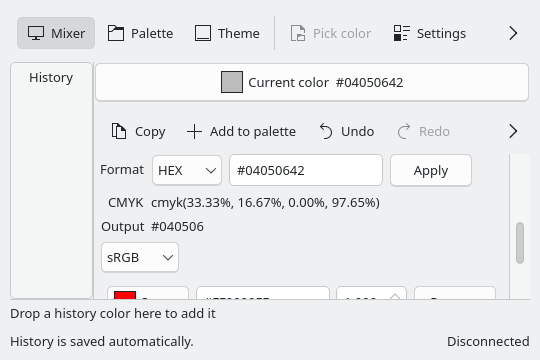 Mixer Palette Theme Pick color Settings
History
Current color #04050642
Copy Add to palette Undo Redo
Format HEX #04050642 Apply
CMYK cmyk(33.33%, 16.67%, 0.00%, 97.65%)
Output #040506
sRGB
Drop a history color here to add it
History is saved automatically. Disconnected